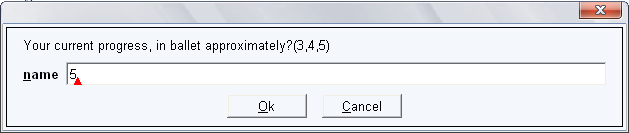 Your current progress, in ballet approximately?(3,4,5)
name 5
Ok Cancel